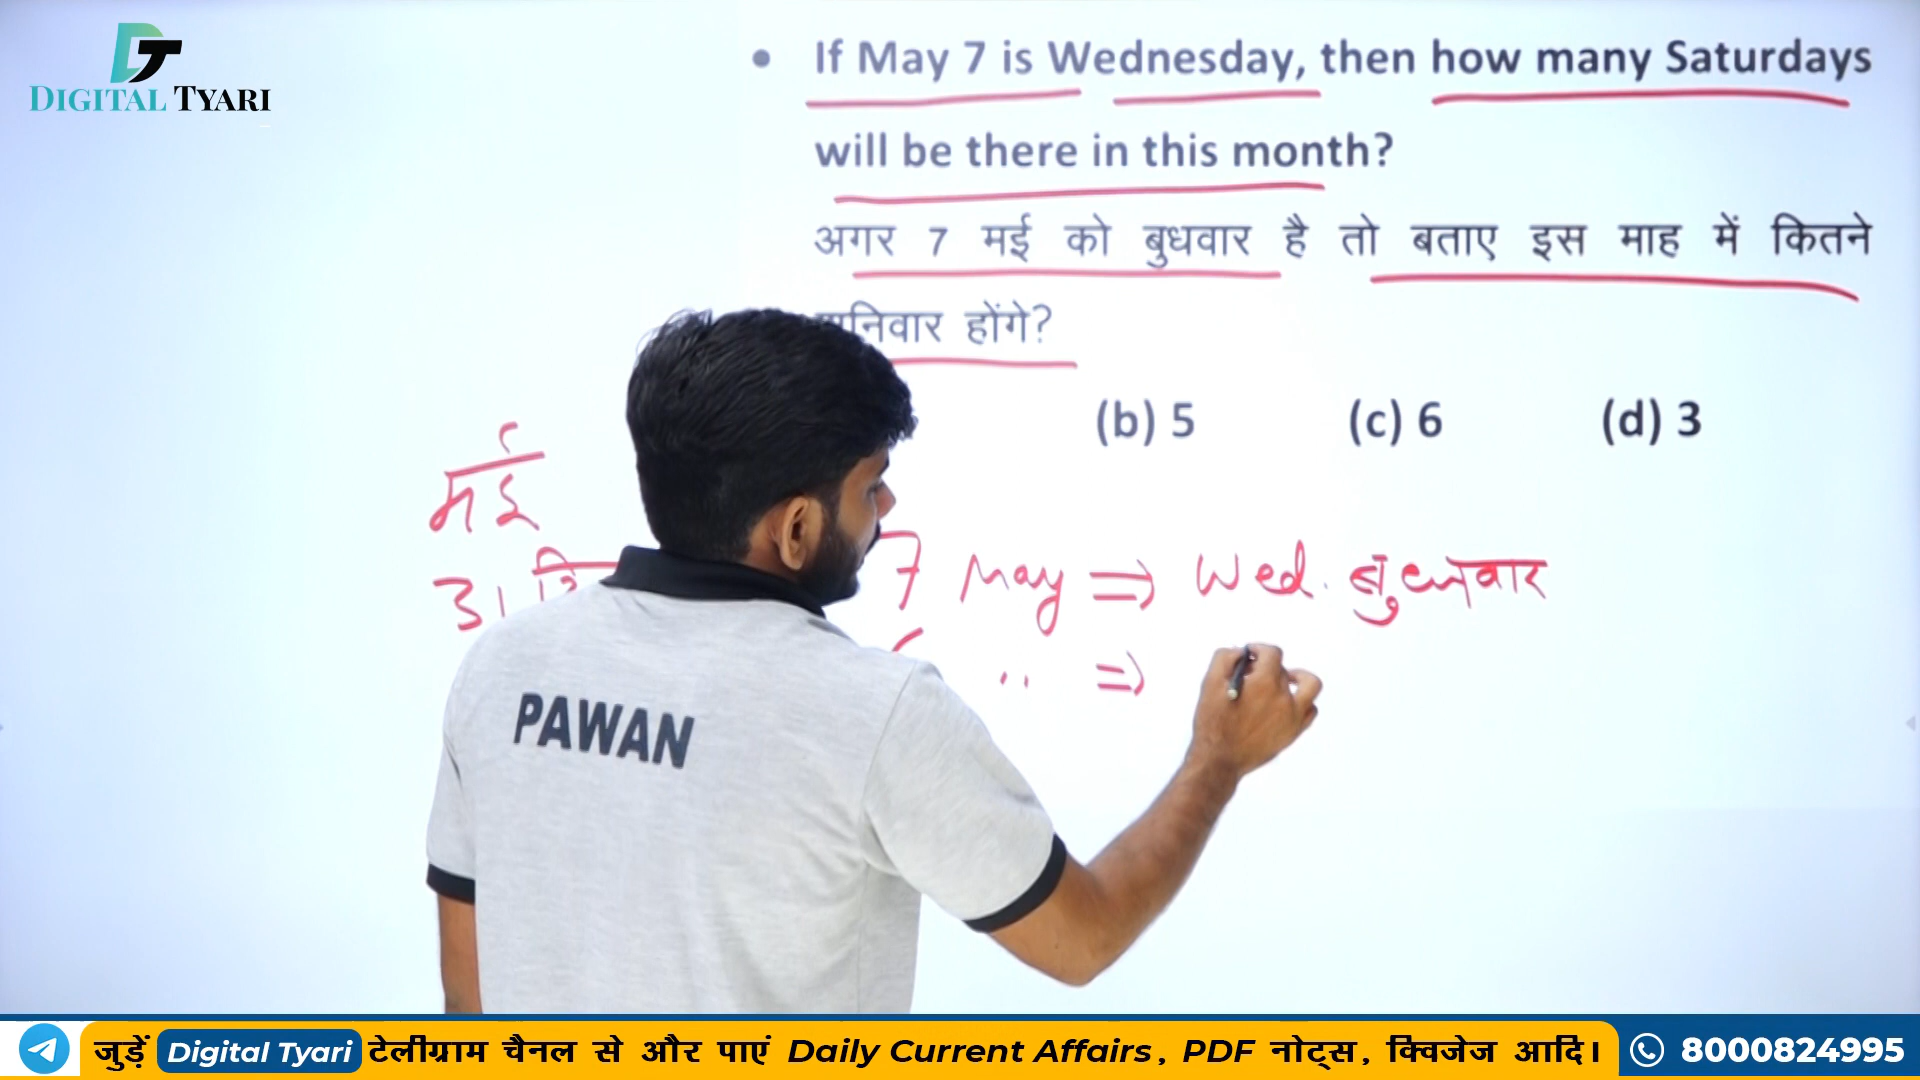 DIGITAL TYARI
• If May 7 is Wednesday, then how many Saturdays
will be there in this month?
अगर 7 मई को बुधवार है तो बताए इस माह में कितने
होंगे?
(b) 5 (c) 6 (d) 3
मई
31
7 May => Wed. बुधवार
" =>
PAWAN
जुड़ें Digital Tyari टेलीग्राम चैनल से और पाएं Daily Current Affairs, PDF नोट्स, क्विजेज आदि।
8000824995